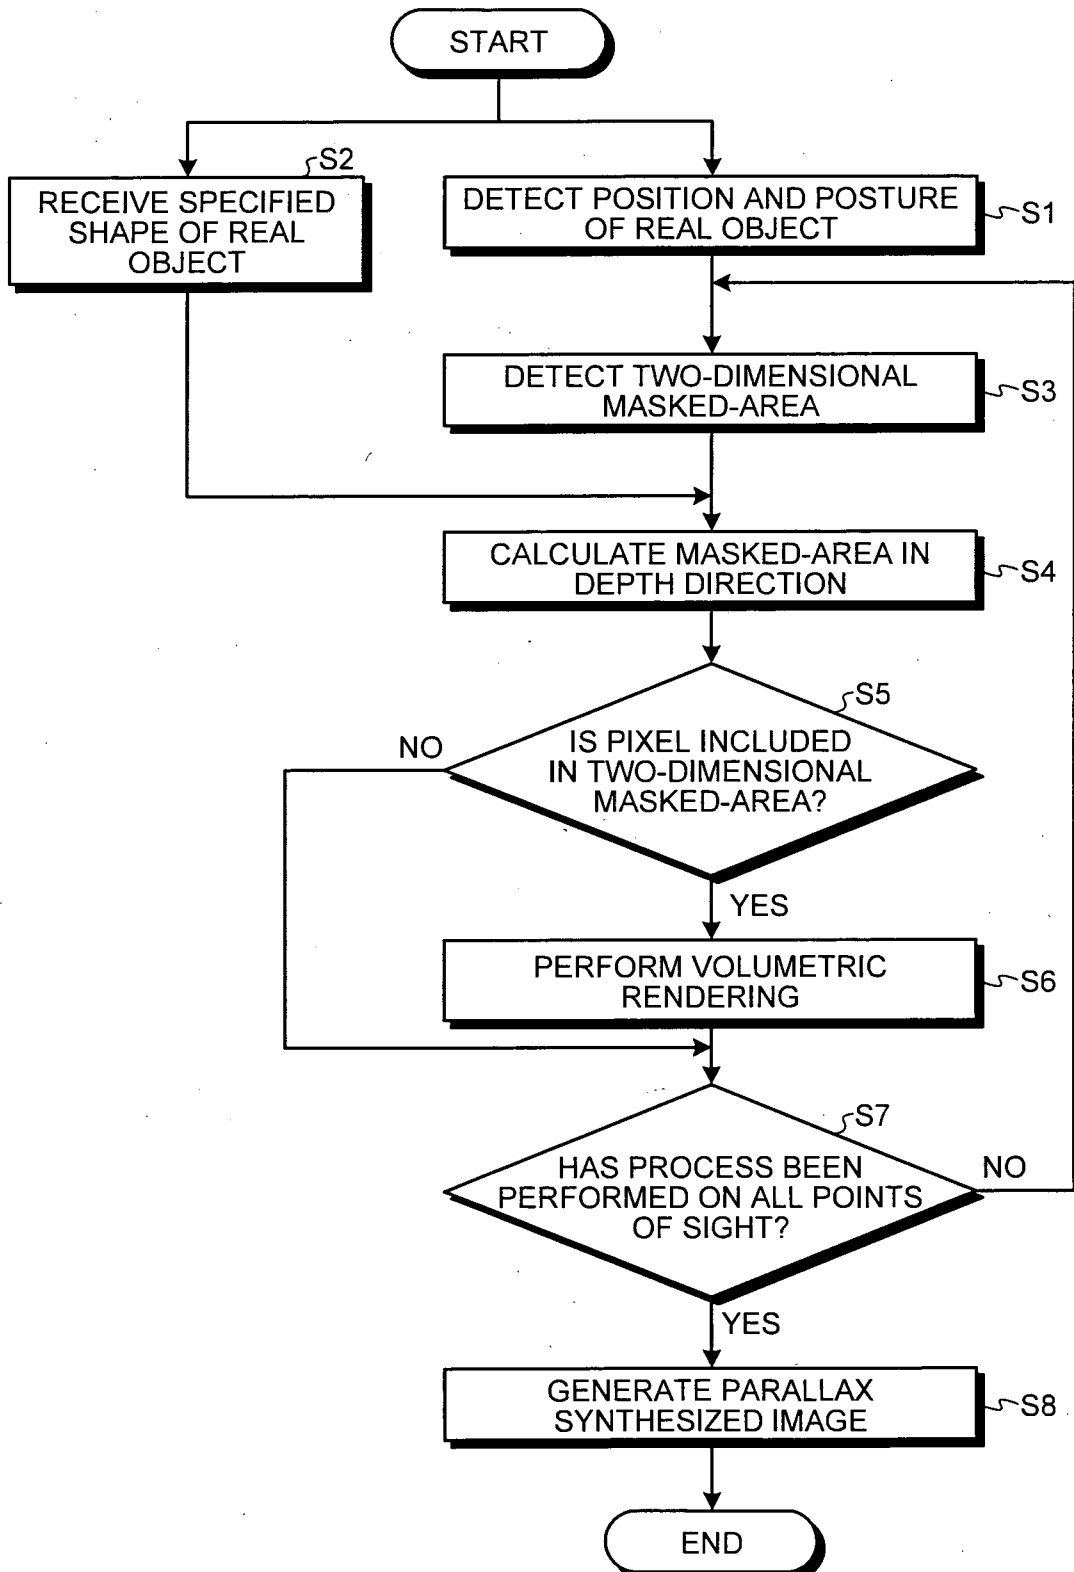 START
S2
RECEIVE SPECIFIED
SHAPE OF REAL
OBJECT
DETECT POSITION AND POSTURE
OF REAL OBJECT
S1
DETECT TWO-DIMENSIONAL
MASKED-AREA
S3
CALCULATE MASKED-AREA IN
DEPTH DIRECTION
S4
S5
NO
IS PIXEL INCLUDED
IN TWO-DIMENSIONAL
MASKED-AREA?
YES
PERFORM VOLUMETRIC
RENDERING
S6
S7
HAS PROCESS BEEN
PERFORMED ON ALL POINTS
OF SIGHT?
NO
YES
GENERATE PARALLAX
SYNTHESIZED IMAGE
S8
END